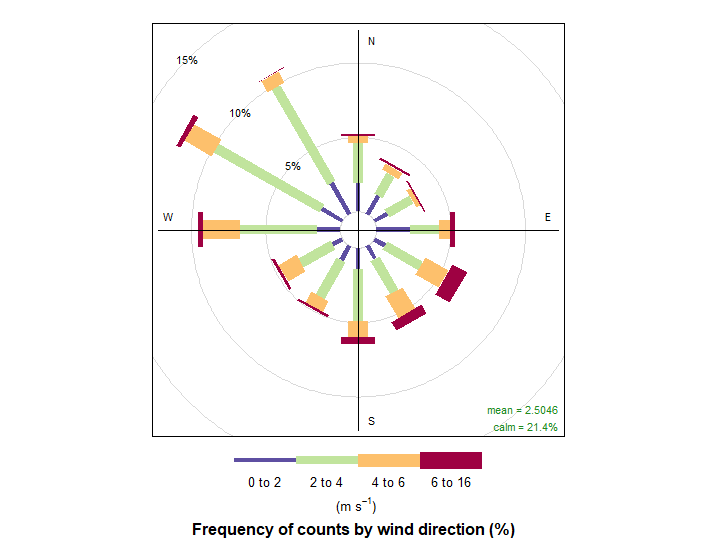 N
15%
10%
5%
W
E
S
mean = 2.5046
calm = 21.4%
0 to 2 2 to 4 4 to 6 6 to 16
(m s⁻¹)
Frequency of counts by wind direction (%)